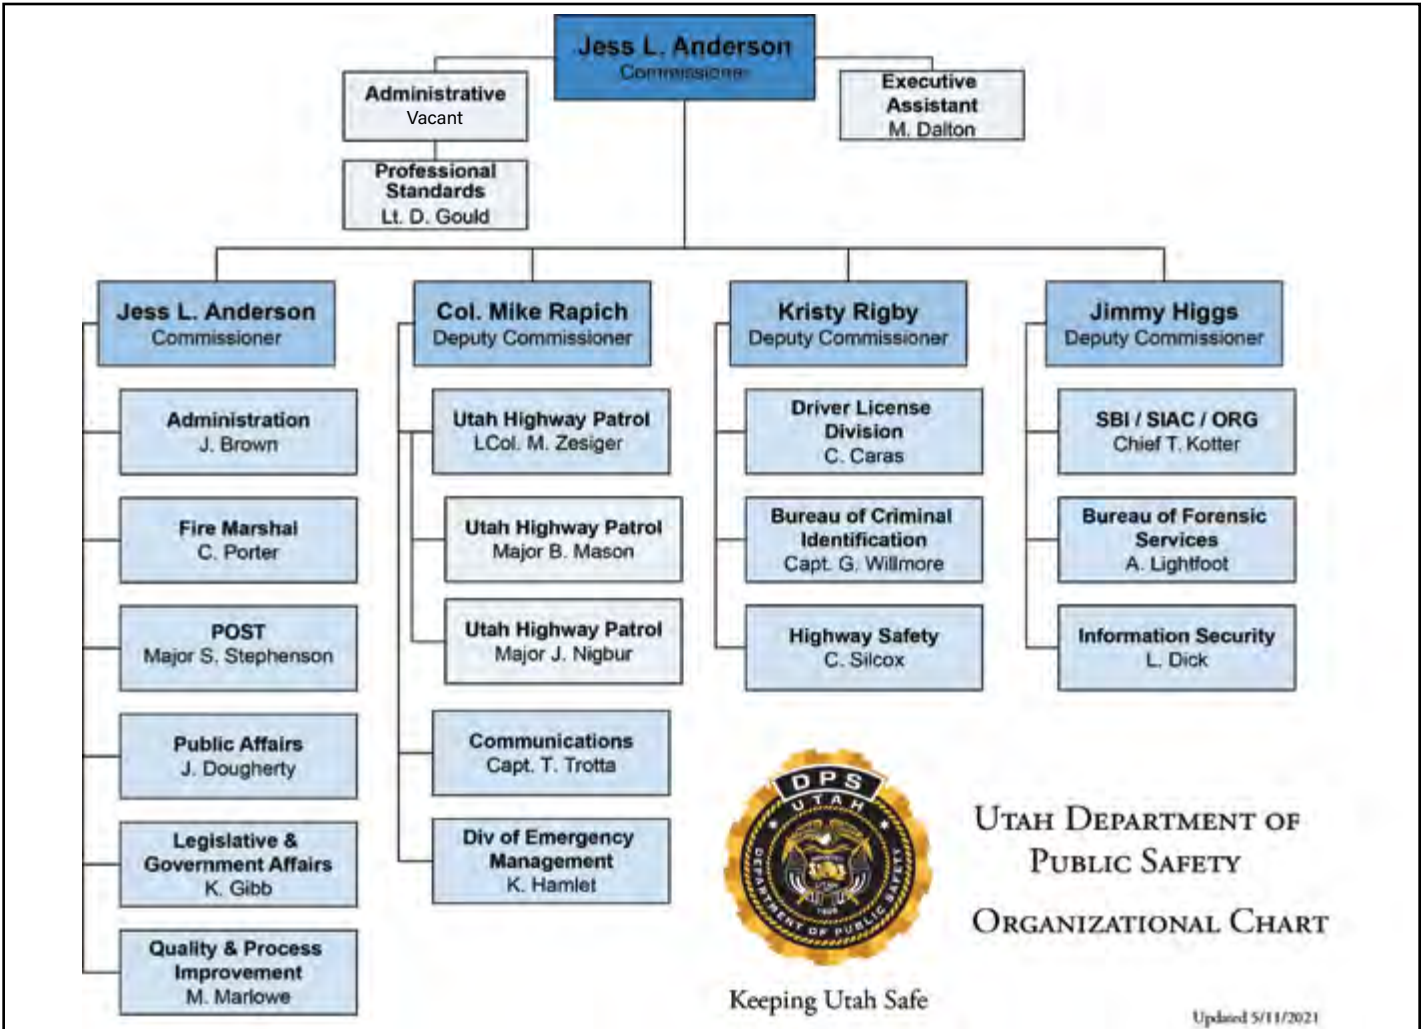 Jess L. Anderson
Commissioner
Administrative
Vacant
Executive
Assistant
M. Dalton
Professional
Standards
Lt. D. Gould
Jess L. Anderson
Commissioner
Administration
J. Brown
Fire Marshal
C. Porter
POST
Major S. Stephenson
Public Affairs
J. Dougherty
Legislative &
Government Affairs
K. Gibb
Quality & Process
Improvement
M. Marlowe
Col. Mike Rapich
Deputy Commissioner
Utah Highway Patrol
LCol. M. Zesiger
Utah Highway Patrol
Major B. Mason
Utah Highway Patrol
Major J. Nigbur
Communications
Capt. T. Trotta
Div of Emergency
Management
K. Hamlet
Kristy Rigby
Deputy Commissioner
Driver License
Division
C. Caras
Bureau of Criminal
Identification
Capt. G. Willmore
Highway Safety
C. Silcox
Jimmy Higgs
Deputy Commissioner
SBI / SIAC / ORG
Chief T. Kotter
Bureau of Forensic
Services
A. Lightfoot
Information Security
L. Dick
DPS
UTAH
DEPARTMENT OF PUBLIC SAFETY
Keeping Utah Safe
UTAH DEPARTMENT OF
PUBLIC SAFETY
ORGANIZATIONAL CHART
Updated 5/11/2021